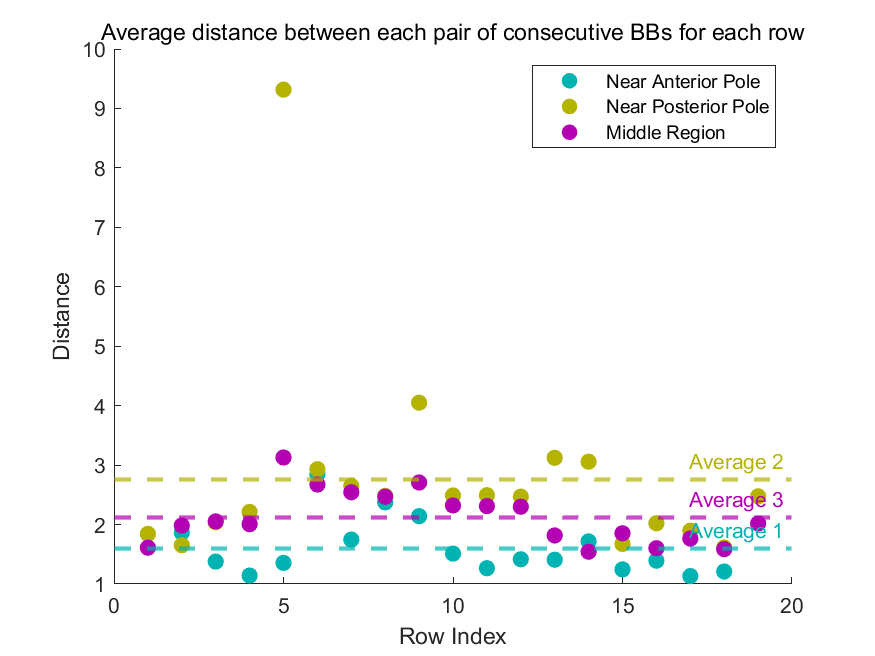 Average distance between each pair of consecutive BBs for each row
10
9
8
7
6
5
4
3
2
1
Distance
Near Anterior Pole
Near Posterior Pole
Middle Region
Average 2
Average 3
Average 1
0
5
10
15
20
Row Index